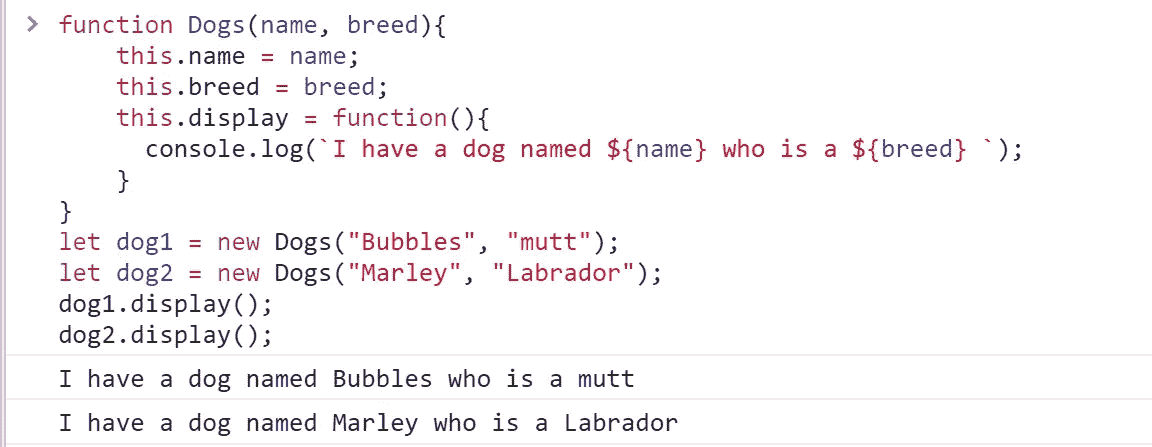 > function Dogs(name, breed){
this.name = name;
this.breed = breed;
this.display = function(){
console.log(`I have a dog named ${name} who is a ${breed} `);
}
}
let dog1 = new Dogs("Bubbles", "mutt");
let dog2 = new Dogs("Marley", "Labrador");
dog1.display();
dog2.display();
I have a dog named Bubbles who is a mutt
I have a dog named Marley who is a Labrador